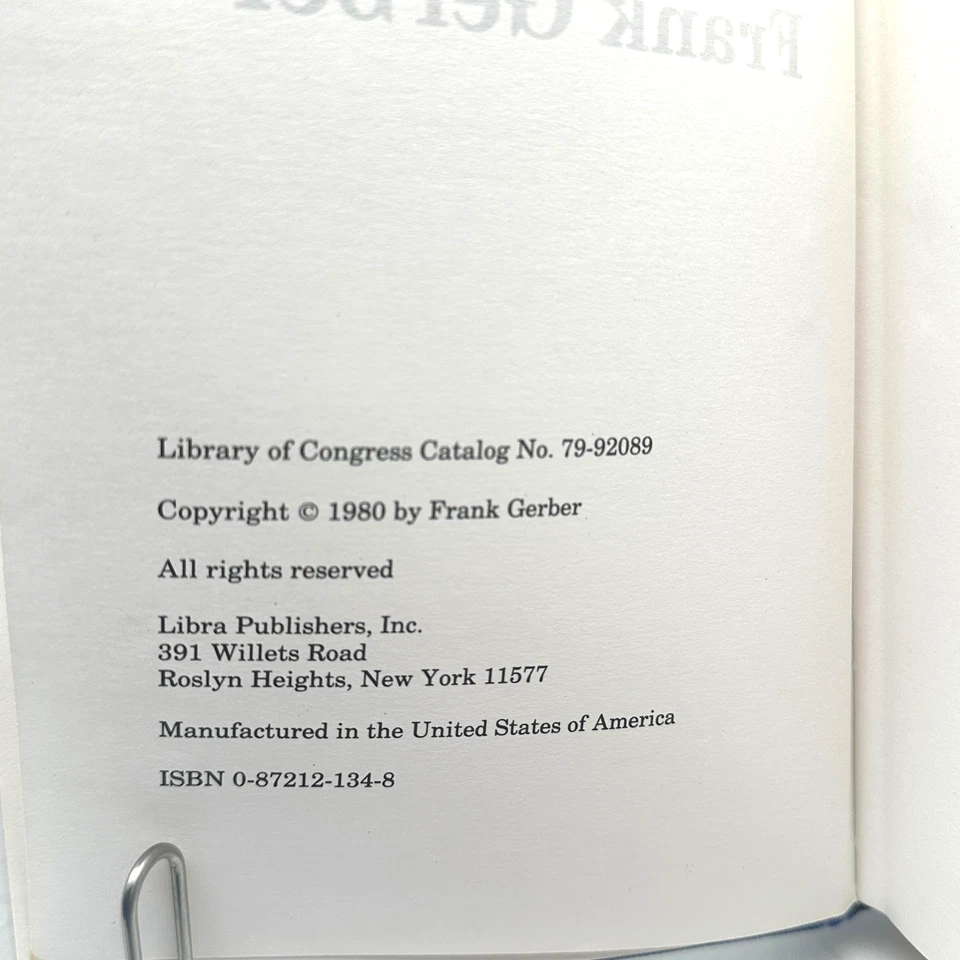 Frank Gerber
Library of Congress Catalog No. 79-92089
Copyright © 1980 by Frank Gerber
All rights reserved
Libra Publishers, Inc.
391 Willets Road
Roslyn Heights, New York 11577
Manufactured in the United States of America
ISBN 0-87212-134-8